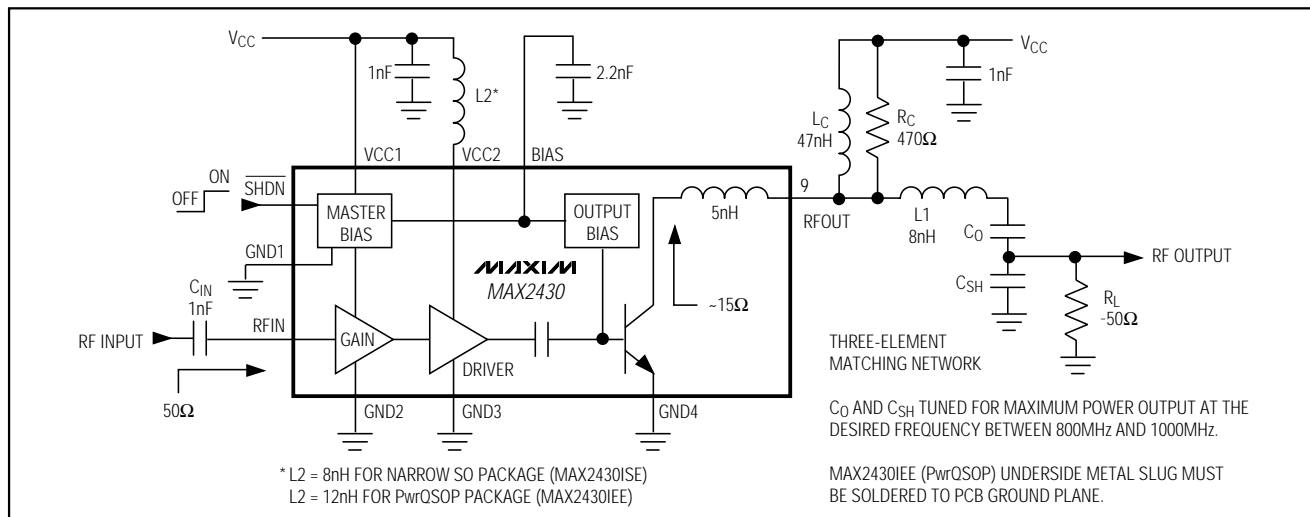 VCC
1nF
L2*
2.2nF
LC
47nH
RC
470Ω
VCC
1nF
VCC1
VCC2
BIAS
ON
OFF
SHDN
MASTER
BIAS
OUTPUT
BIAS
5nH
9
RFOUT
L1
8nH
CO
GND1
MAXIM
MAX2430
~15Ω
CSH
RF OUTPUT
RL
-50Ω
CIN
1nF
RF INPUT
RFIN
GAIN
DRIVER
50Ω
GND2
GND3
GND4
THREE-ELEMENT
MATCHING NETWORK
CO AND CSH TUNED FOR MAXIMUM POWER OUTPUT AT THE
DESIRED FREQUENCY BETWEEN 800MHz AND 1000MHz.
* L2 = 8nH FOR NARROW SO PACKAGE (MAX2430ISE)
L2 = 12nH FOR PwrQSOP PACKAGE (MAX2430IEE)
MAX2430IEE (PwrQSOP) UNDERSIDE METAL SLUG MUST
BE SOLDERED TO PCB GROUND PLANE.